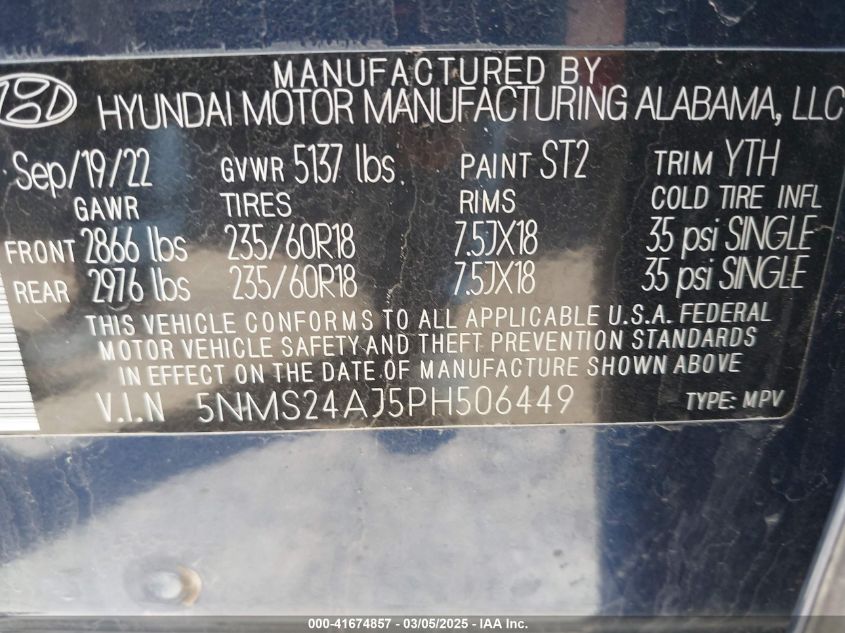 MANUFACTURED BY
HYUNDAI MOTOR MANUFACTURING ALABAMA, LLC
Sep/19/22 GVWR 5137 lbs. PAINT ST2 TRIM YTH
GAWR TIRES RIMS COLD TIRE INFL
FRONT 2866 lbs 235/60R18 7.5JX18 35 psi SINGLE
REAR 2976 lbs 235/60R18 7.5JX18 35 psi SINGLE
THIS VEHICLE CONFORMS TO ALL APPLICABLE U.S.A. FEDERAL
MOTOR VEHICLE SAFETY AND THEFT PREVENTION STANDARDS
IN EFFECT ON THE DATE OF MANUFACTURE SHOWN ABOVE
V.I.N 5NMS24AJ5PH506449 TYPE: MPV
000-41674857 - 03/05/2025 - IAA Inc.